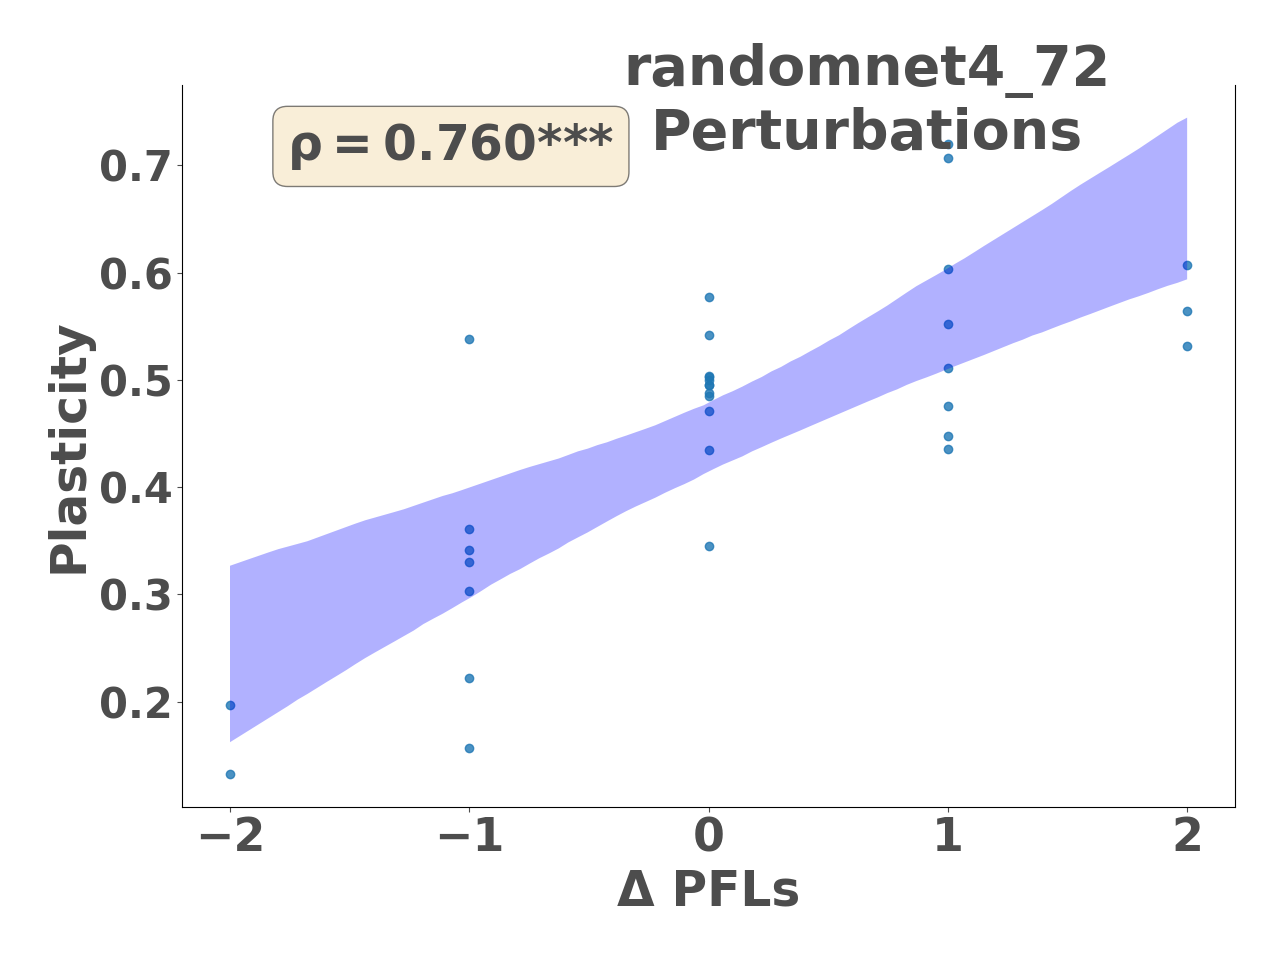 randomnet4_72
Perturbations
ρ = 0.760***
0.7
0.6
0.5
0.4
0.3
0.2
Plasticity
−2 −1 0 1 2
Δ PFLs